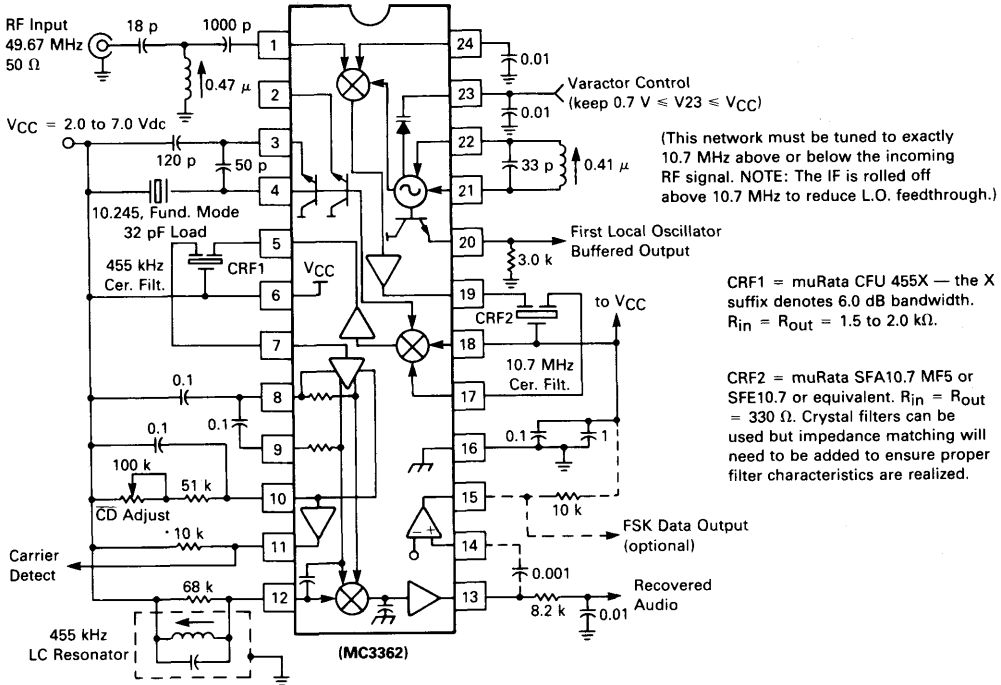 RF Input
49.67 MHz
50 Ω
18 p
1000 p
0.47 μ
VCC = 2.0 to 7.0 Vdc
120 p
50 p
10.245, Fund. Mode
32 pF Load
455 kHz
Cer. Filt.
CRF1
VCC
0.1
0.1
0.1
100 k
51 k
CD Adjust
10 k
Carrier
Detect
68 k
455 kHz
LC Resonator
1
2
3
4
5
6
7
8
9
10
11
12
(MC3362)
24
23
22
21
20
19
18
17
16
15
14
13
0.01
Varactor Control
(keep 0.7 V ≤ V23 ≤ VCC)
0.01
33 p
0.41 μ
(This network must be tuned to exactly
10.7 MHz above or below the incoming
RF signal. NOTE: The IF is rolled off
above 10.7 MHz to reduce L.O. feedthrough.)
First Local Oscillator
Buffered Output
3.0 k
CRF2
to VCC
10.7 MHz
Cer. Filt.
0.1
1
10 k
FSK Data Output
(optional)
0.001
8.2 k
Recovered
Audio
0.01
CRF1 = muRata CFU 455X — the X
suffix denotes 6.0 dB bandwidth.
Rin = Rout = 1.5 to 2.0 kΩ.
CRF2 = muRata SFA10.7 MF5 or
SFE10.7 or equivalent. Rin = Rout
= 330 Ω. Crystal filters can be
used but impedance matching will
need to be added to ensure proper
filter characteristics are realized.